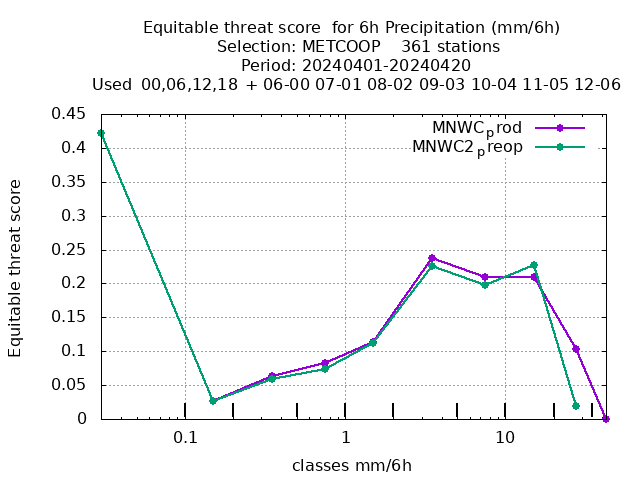 Equitable threat score  for 6h Precipitation (mm/6h)
Selection: METCOOP    361 stations
Period: 20240401-20240420
Used  00,06,12,18  + 06-00 07-01 08-02 09-03 10-04 11-05 12-06
Equitable threat score
0.45
0.4
0.35
0.3
0.25
0.2
0.15
0.1
0.05
0
MNWCprod
MNWC2preop
0.1
1
10
classes mm/6h